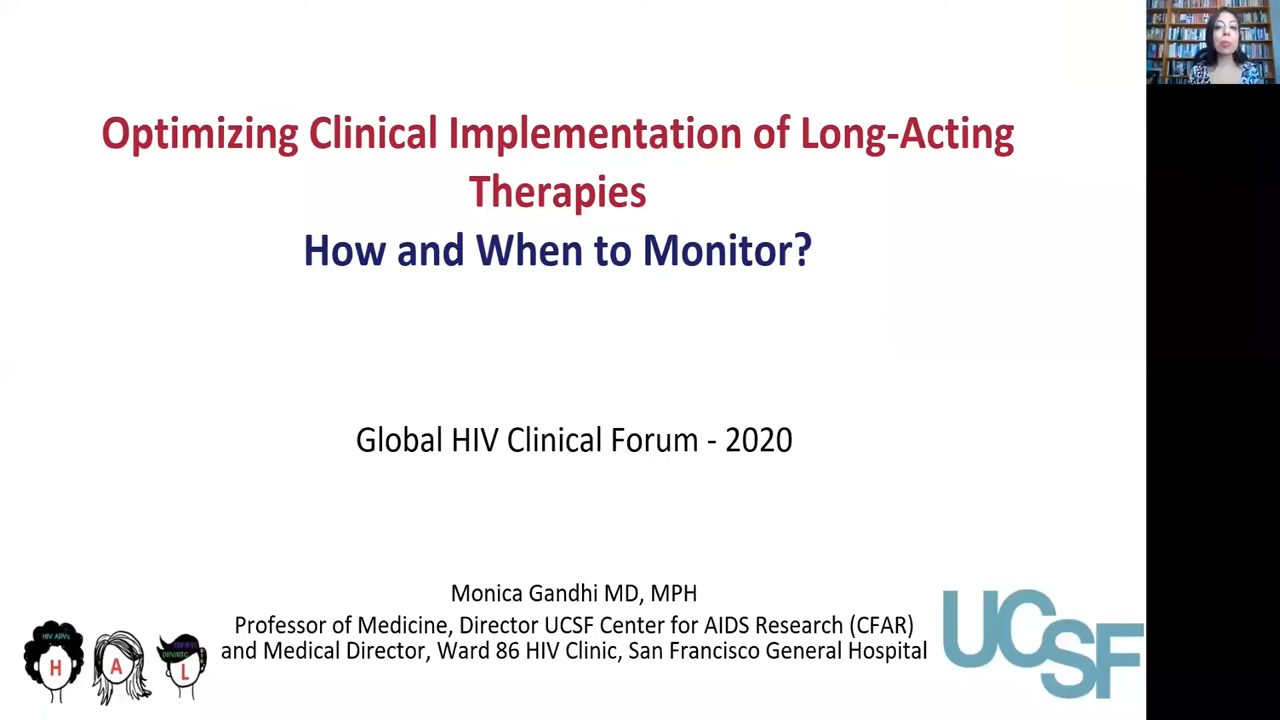 Optimizing Clinical Implementation of Long-Acting
Therapies
How and When to Monitor?
Global HIV Clinical Forum - 2020
Monica Gandhi MD, MPH
Professor of Medicine, Director UCSF Center for AIDS Research (CFAR)
and Medical Director, Ward 86 HIV Clinic, San Francisco General Hospital
HIV ARVs
H
A
L
UCSF